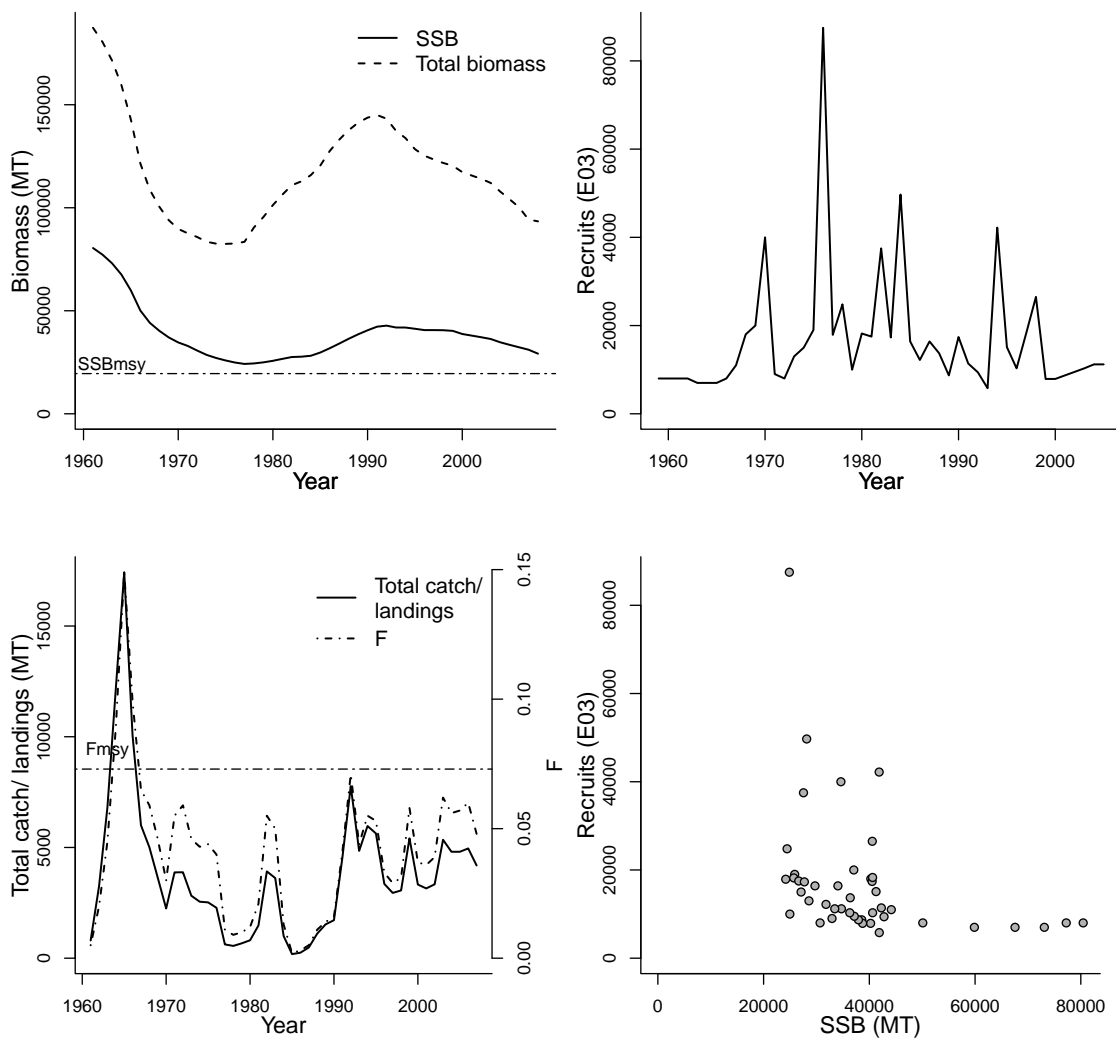 SSB
Total biomass
Biomass (MT)
0
50000
100000
150000
SSBmsy
1960 1970 1980 1990 2000
Year
Recruits (E03)
0
20000
40000
60000
80000
1960 1970 1980 1990 2000
Year
Total catch/
landings
F
Total catch/ landings (MT)
0
5000
10000
15000
Fmsy
0.00
0.05
0.10
0.15
F
1960 1970 1980 1990 2000
Year
Recruits (E03)
0
20000
40000
60000
80000
0 20000 40000 60000 80000
SSB (MT)